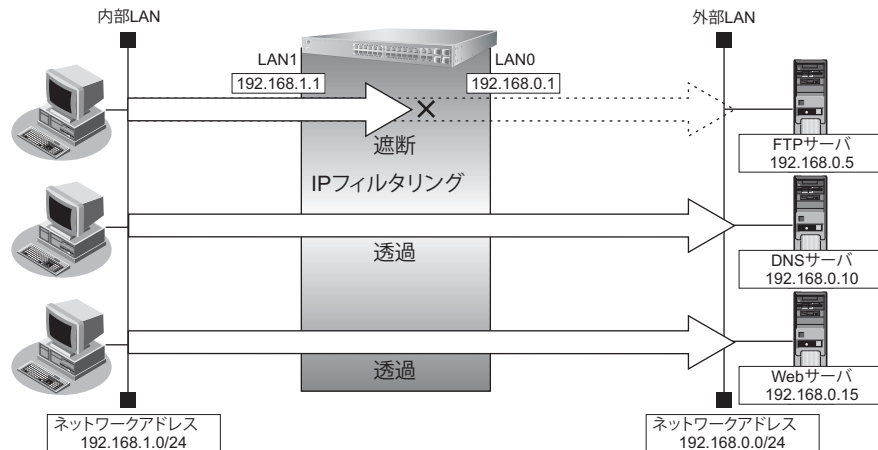 内部LAN
外部LAN
LAN1
192.168.1.1
LAN0
192.168.0.1
遮断
IPフィルタリング
FTPサーバ
192.168.0.5
透過
DNSサーバ
192.168.0.10
透過
Webサーバ
192.168.0.15
ネットワークアドレス
192.168.1.0/24
ネットワークアドレス
192.168.0.0/24